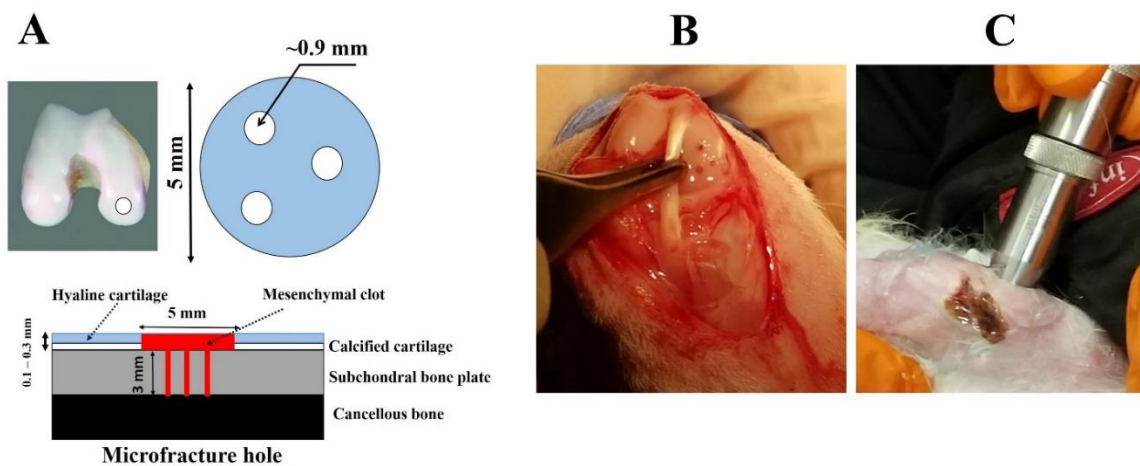 A
B
C
~0.9 mm
5 mm
Hyaline cartilage
Mesenchymal clot
5 mm
0.1 – 0.3 mm
Calcified cartilage
3 mm
Subchondral bone plate
Cancellous bone
Microfracture hole
inf